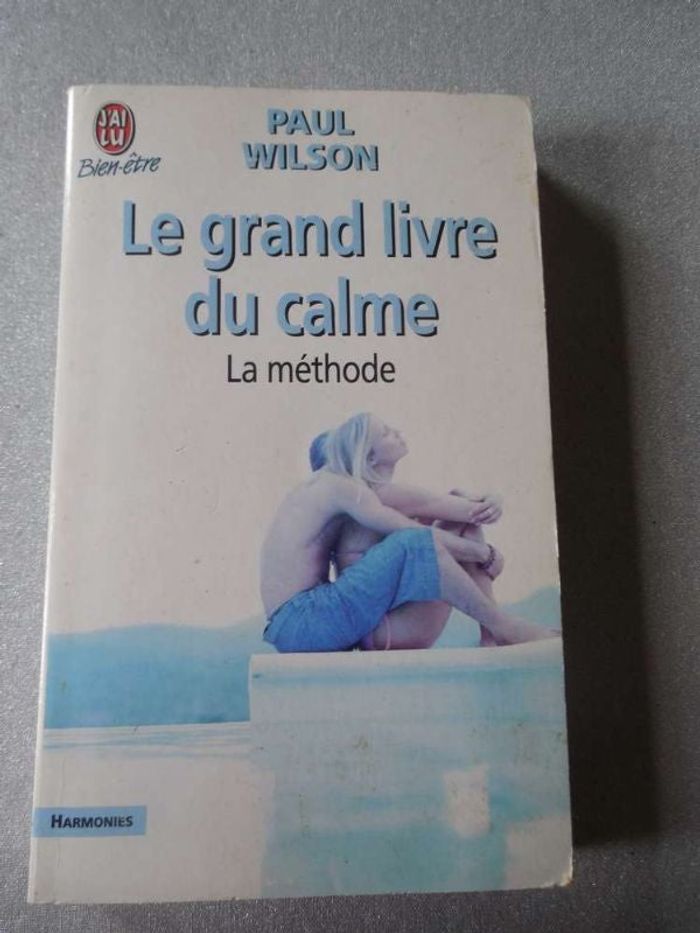 J'AI
LU
Bien-être
PAUL
WILSON
Le grand livre
du calme
La méthode
HARMONIES